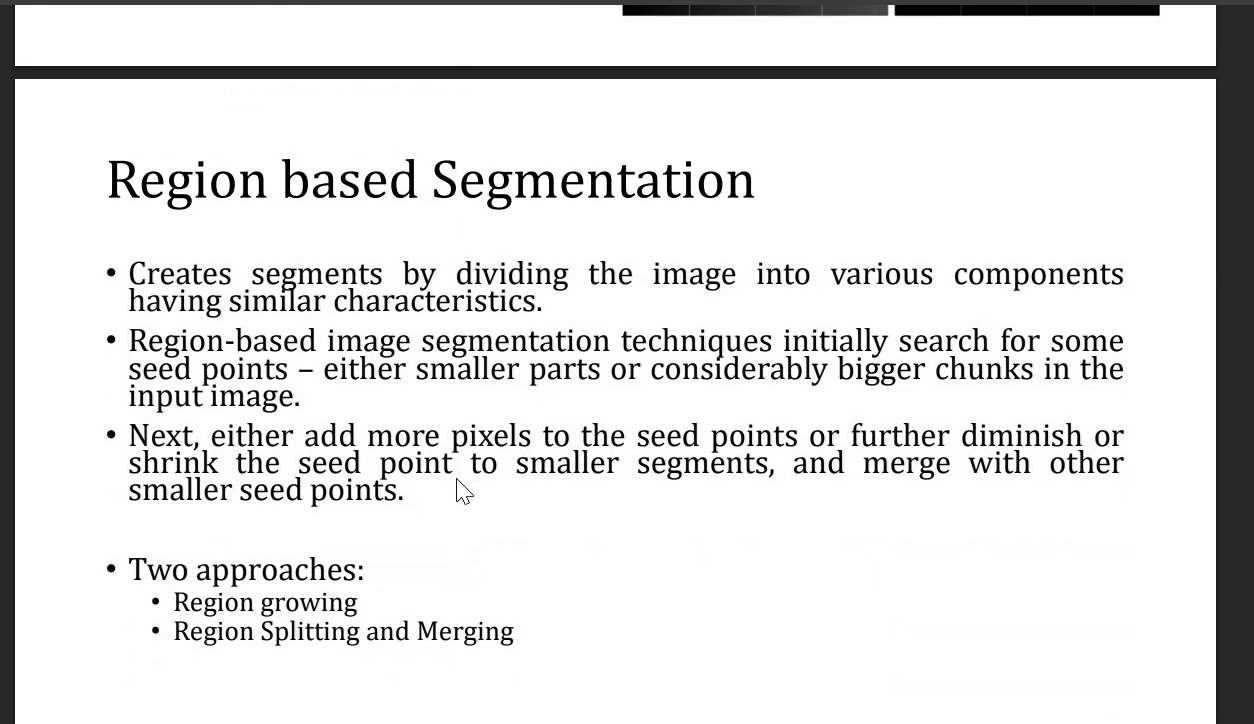 Region based Segmentation
• Creates segments by dividing the image into various components
having similar characteristics.
• Region-based image segmentation techniques initially search for some
seed points – either smaller parts or considerably bigger chunks in the
input image.
• Next, either add more pixels to the seed points or further diminish or
shrink the seed point to smaller segments, and merge with other
smaller seed points.
• Two approaches:
• Region growing
• Region Splitting and Merging